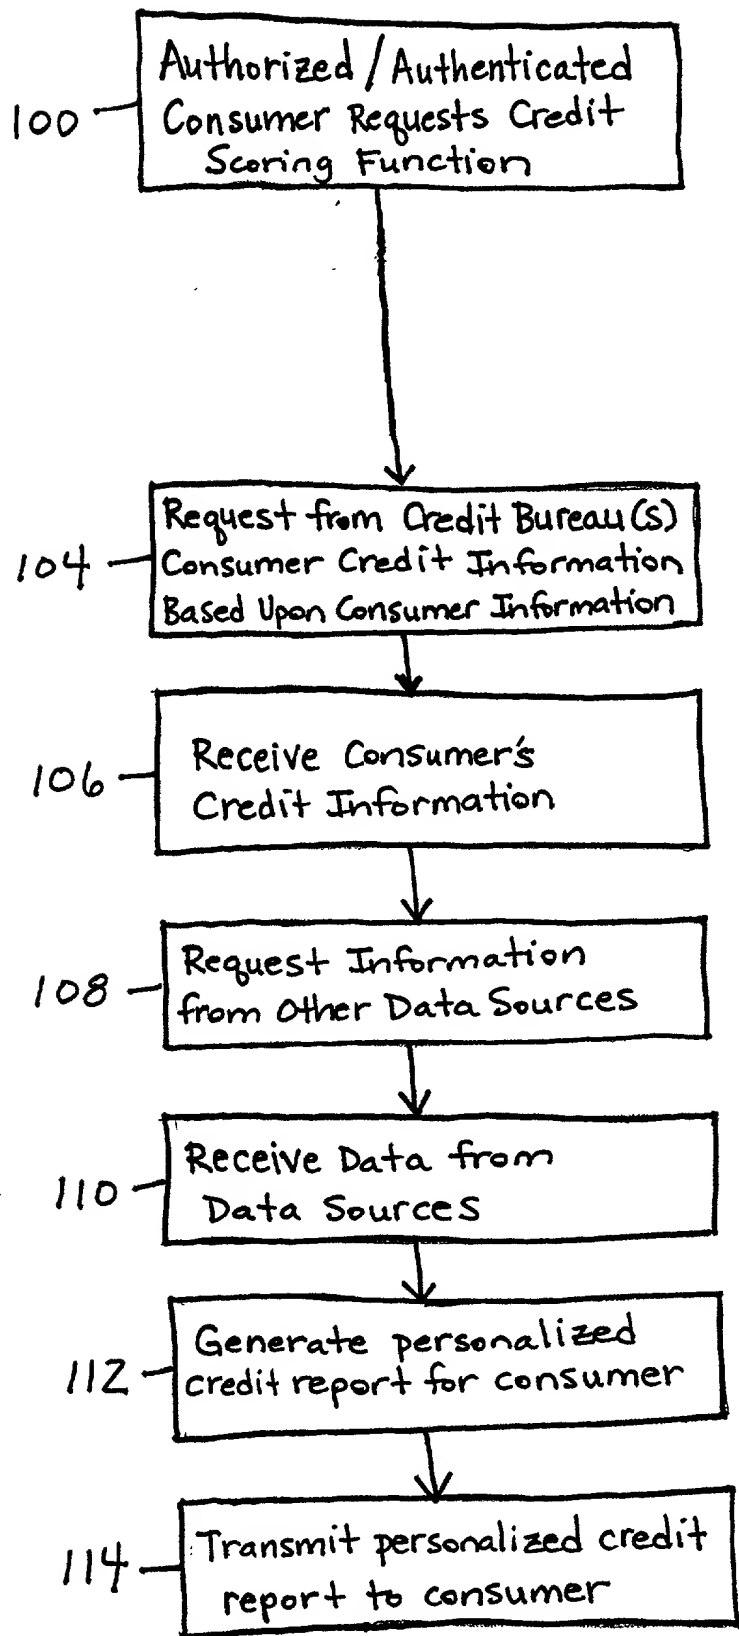 Authorized/Authenticated
100
Consumer Requests Credit
Scoring Function
Request from Credit Bureau(s)
104
Consumer Credit Information
Based Upon Consumer Information
Receive Consumer's
106
Credit Information
Request Information
108
from Other Data Sources
Receive Data from
110
Data Sources
Generate personalized
112
credit report for consumer
Transmit personalized credit
114
report to consumer